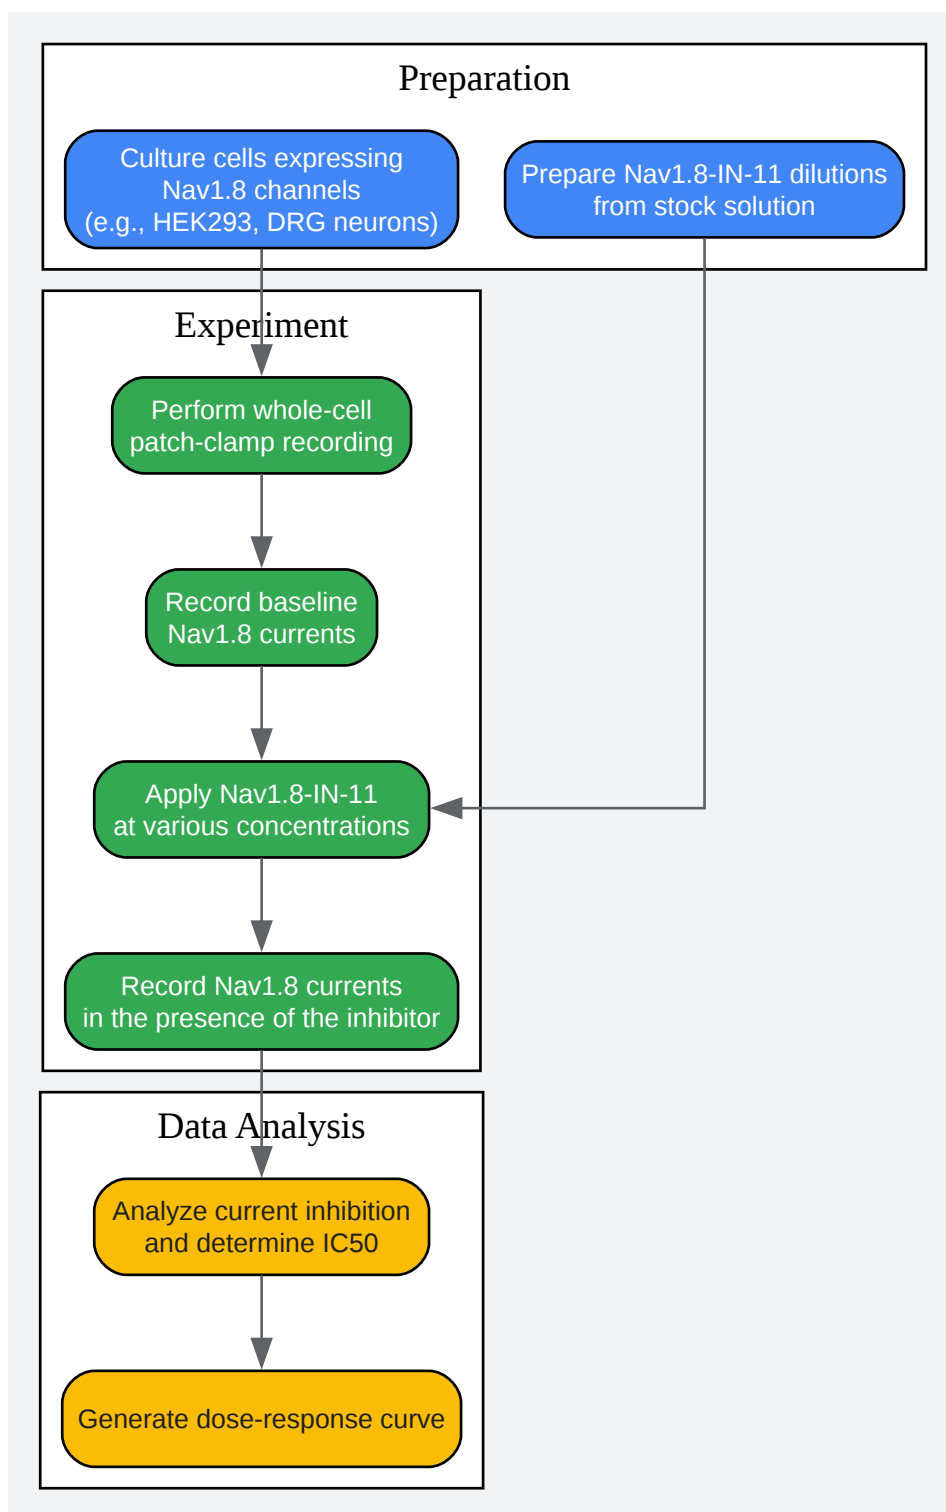 Preparation
Culture cells expressing
Nav1.8 channels
(e.g., HEK293, DRG neurons)
Prepare Nav1.8-IN-11 dilutions
from stock solution
Experiment
Perform whole-cell
patch-clamp recording
Record baseline
Nav1.8 currents
Apply Nav1.8-IN-11
at various concentrations
Record Nav1.8 currents
in the presence of the inhibitor
Data Analysis
Analyze current inhibition
and determine IC50
Generate dose-response curve